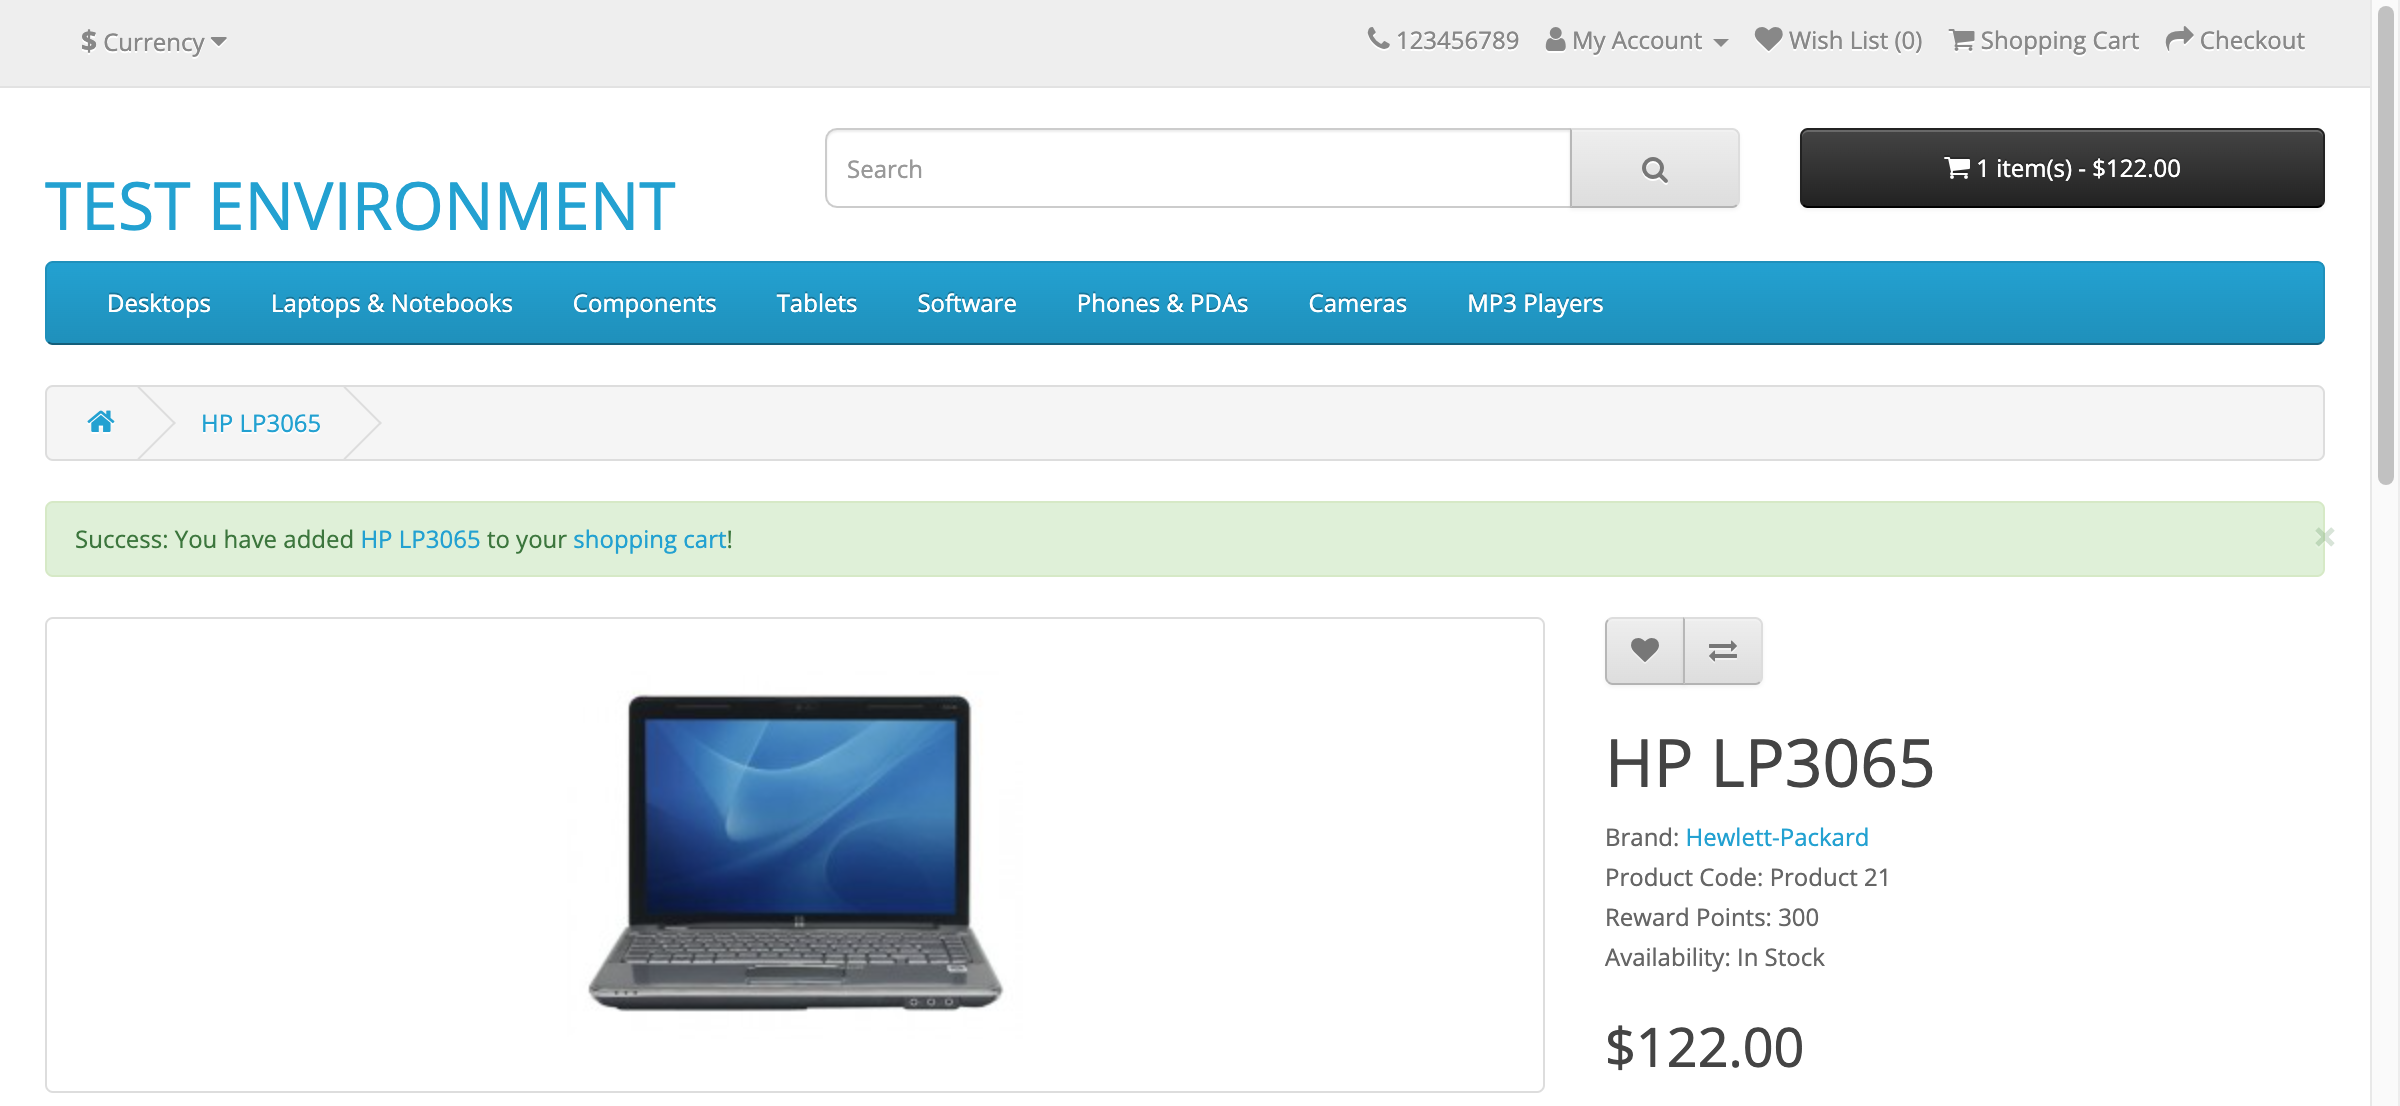 $ Currency
123456789 My Account Wish List (0) Shopping Cart Checkout
Search
1 item(s) - $122.00
TEST ENVIRONMENT
Desktops Laptops & Notebooks Components Tablets Software Phones & PDAs Cameras MP3 Players
HP LP3065
Success: You have added HP LP3065 to your shopping cart!
×
HP LP3065
Brand: Hewlett-Packard
Product Code: Product 21
Reward Points: 300
Availability: In Stock
$122.00